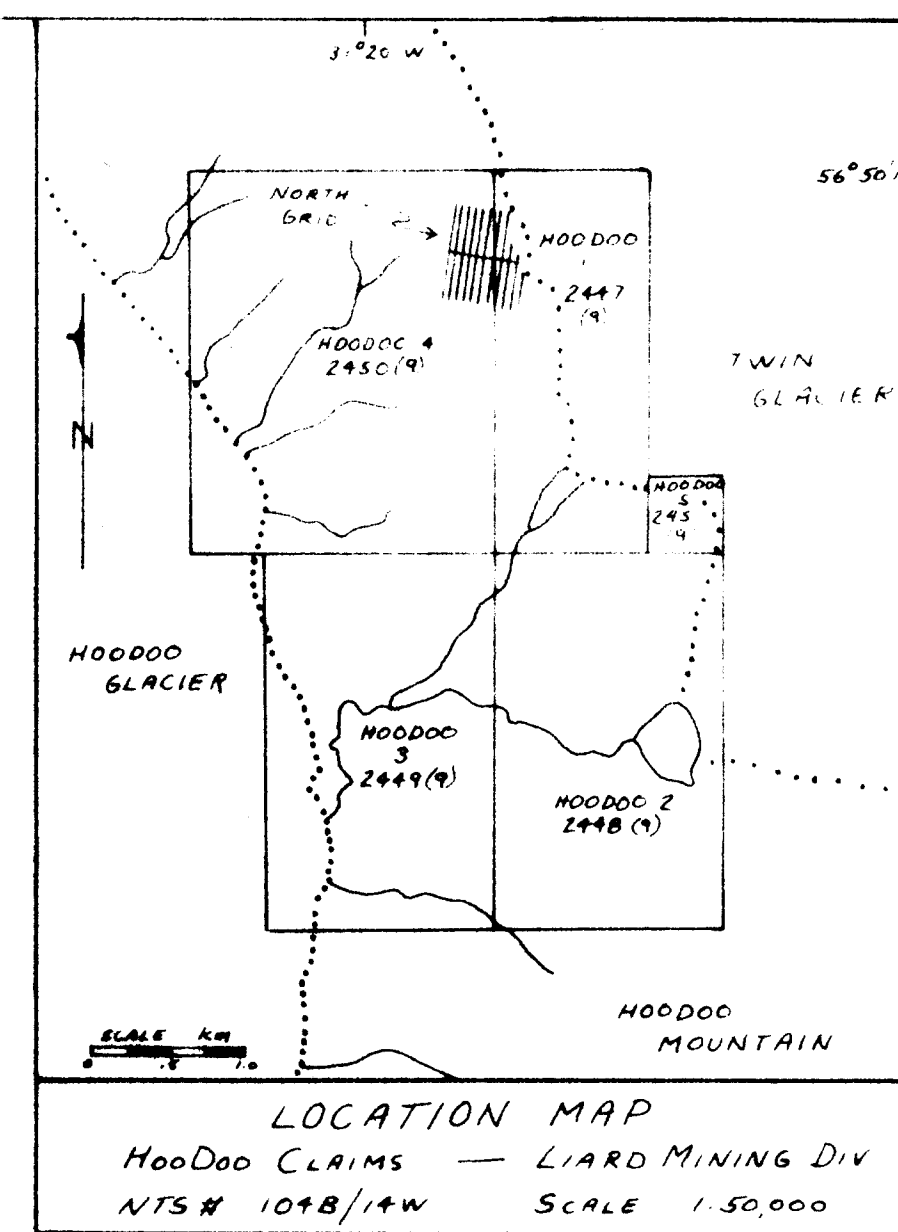 20 W
56°50'
NORTH
GRID
HOODOO
1
2447
(9)
HOODOO 4
2450(9)
TWIN
GLACIER
N
HOODOO
5
245
(9)
HOODOO
GLACIER
HOODOO
3
2449(9)
HOODOO 2
2448 (9)
HOODOO
MOUNTAIN
SCALE KM
0 .5 1.0
LOCATION MAP
HOODOO CLAIMS — LIARD MINING DIV
NTS # 104B/14W SCALE 1:50,000